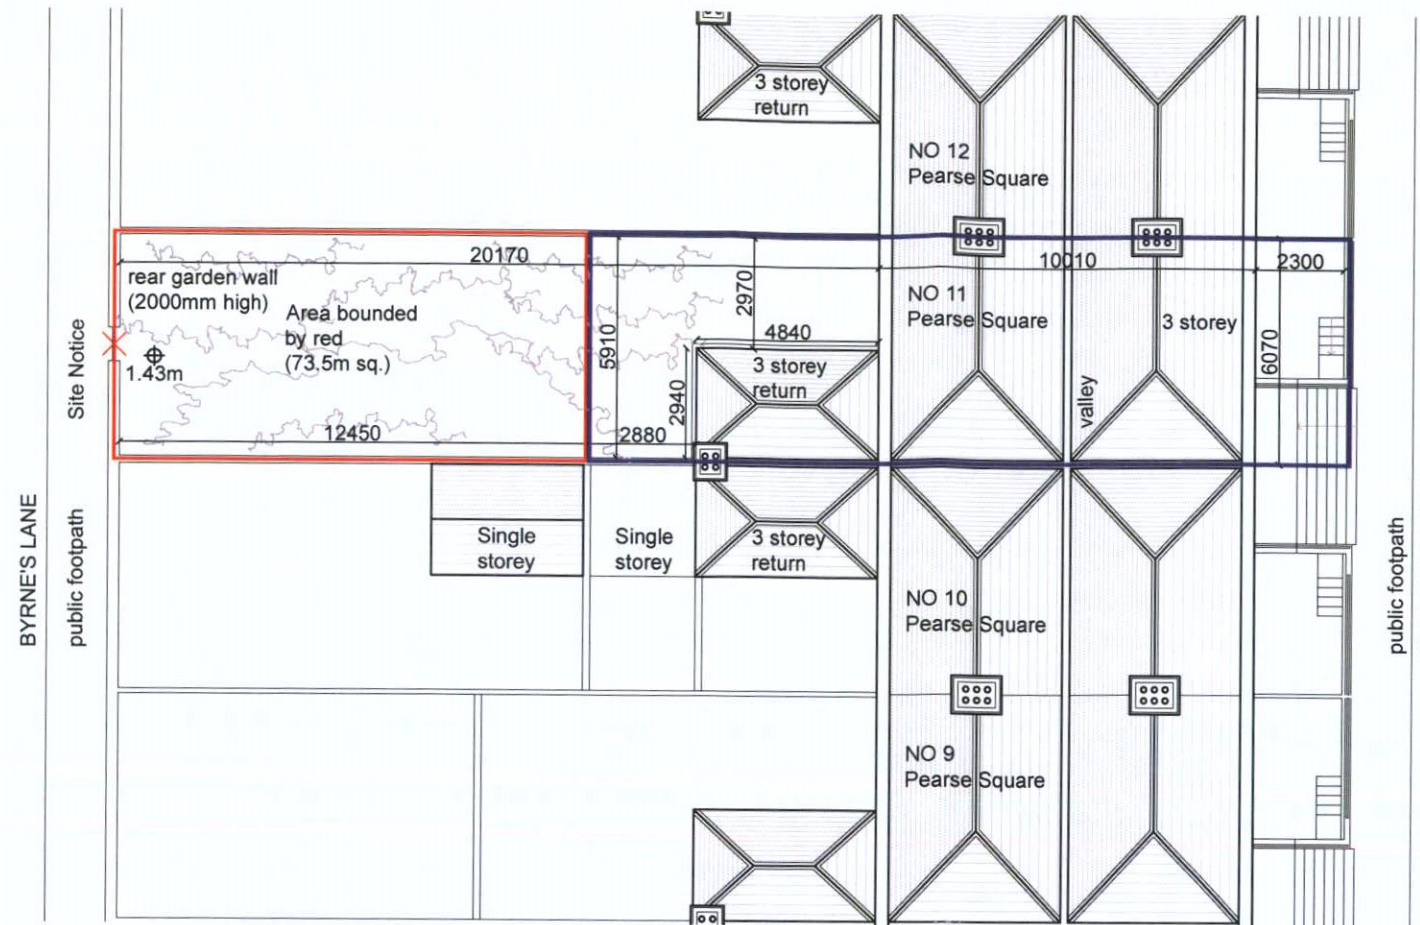 3 storey
return
NO 12
Pearse Square
20170
10010
2300
rear garden wall
(2000mm high)
Area bounded
by red
(73.5m sq.)
1.43m
5910
2970
4840
NO 11
Pearse Square
3 storey
6070
3 storey
return
2940
valley
12450
2880
Site Notice
BYRNE'S LANE
public footpath
Single
storey
Single
storey
3 storey
return
NO 10
Pearse Square
public footpath
NO 9
Pearse Square